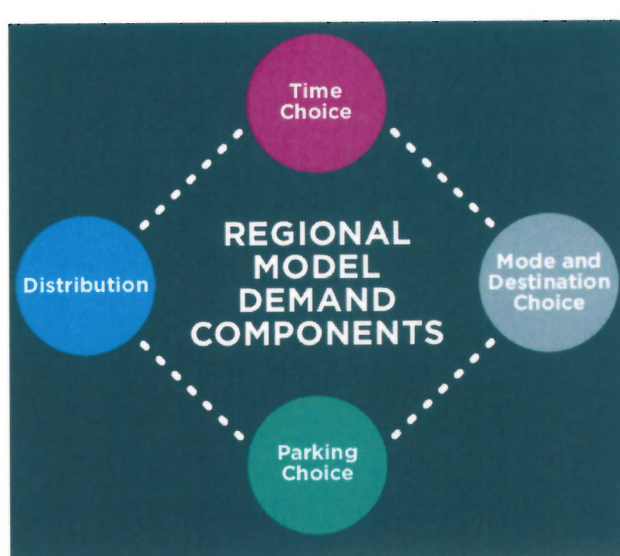 Time
Choice
REGIONAL
MODEL
DEMAND
COMPONENTS
Distribution
Mode and
Destination
Choice
Parking
Choice